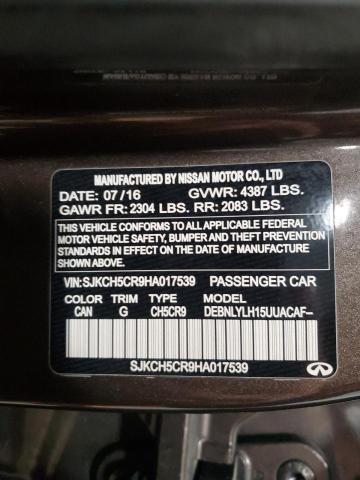 MANUFACTURED BY NISSAN MOTOR CO., LTD
DATE: 07/16 GVWR: 4387 LBS.
GAWR FR: 2304 LBS. RR: 2083 LBS.
THIS VEHICLE CONFORMS TO ALL APPLICABLE FEDERAL
MOTOR VEHICLE SAFETY, BUMPER AND THEFT PREVENTION
STANDARDS IN EFFECT ON THE DATE OF MANUFACTURE
SHOWN ABOVE.
VIN:SJKCH5CR9HA017539 PASSENGER CAR
COLOR TRIM TYPE MODEL
CAN G CH5CR9 DEBNLYLH15UUACAF--
SJKCH5CR9HA017539
INFINITI